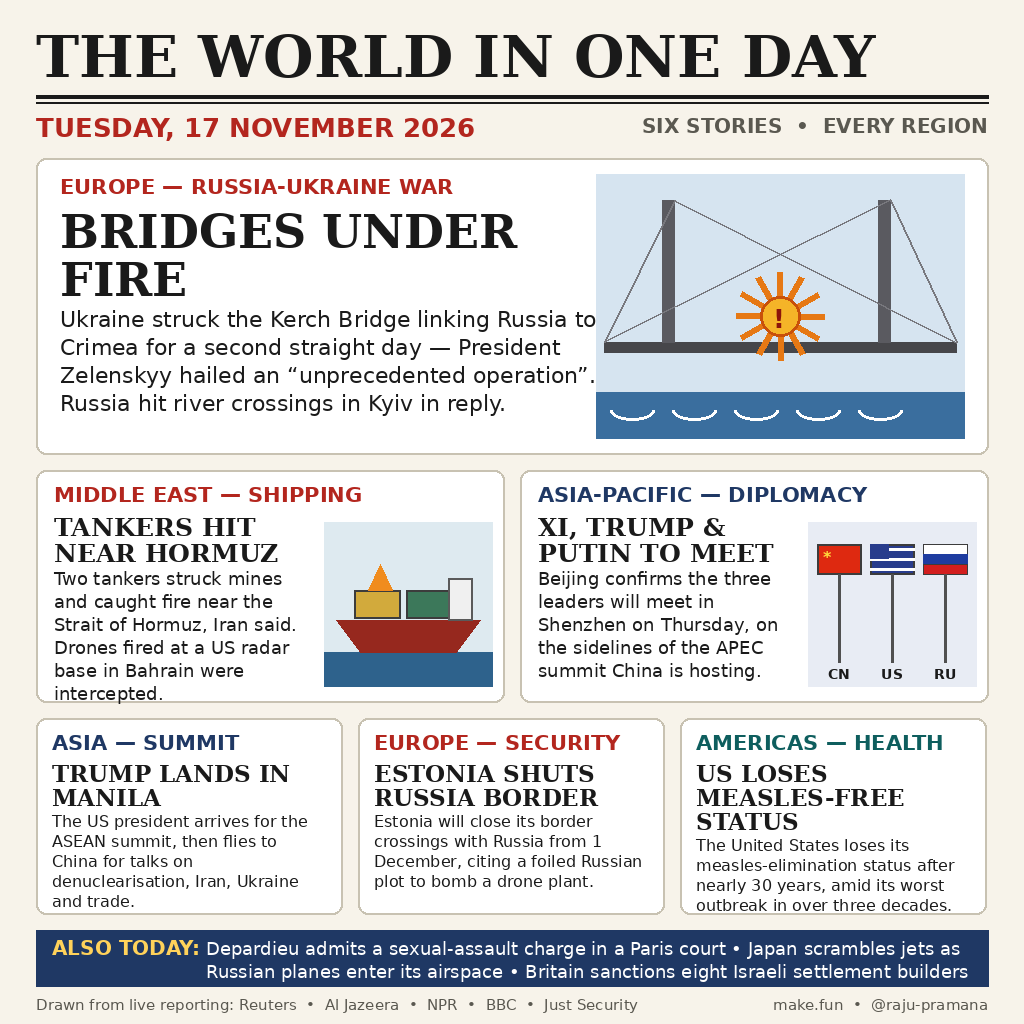 THE WORLD IN ONE DAY
TUESDAY, 17 NOVEMBER 2026
SIX STORIES • EVERY REGION
EUROPE — RUSSIA-UKRAINE WAR
BRIDGES UNDER
FIRE
Ukraine struck the Kerch Bridge linking Russia to
Crimea for a second straight day — President
Zelenskyy hailed an “unprecedented operation”.
Russia hit river crossings in Kyiv in reply.
!
MIDDLE EAST — SHIPPING
TANKERS HIT
NEAR HORMUZ
Two tankers struck mines
and caught fire near the
Strait of Hormuz, Iran said.
Drones fired at a US radar
base in Bahrain were
intercepted.
ASIA-PACIFIC — DIPLOMACY
XI, TRUMP &
PUTIN TO MEET
Beijing confirms the three
leaders will meet in
Shenzhen on Thursday, on
the sidelines of the APEC
summit China is hosting.
*
CN US RU
ASIA — SUMMIT
TRUMP LANDS IN
MANILA
The US president arrives for the
ASEAN summit, then flies to
China for talks on
denuclearisation, Iran, Ukraine
and trade.
EUROPE — SECURITY
ESTONIA SHUTS
RUSSIA BORDER
Estonia will close its border
crossings with Russia from 1
December, citing a foiled Russian
plot to bomb a drone plant.
AMERICAS — HEALTH
US LOSES
MEASLES-FREE
STATUS
The United States loses its
measles-elimination status after
nearly 30 years, amid its worst
outbreak in over three decades.
ALSO TODAY: Depardieu admits a sexual-assault charge in a Paris court • Japan scrambles jets as
Russian planes enter its airspace • Britain sanctions eight Israeli settlement builders
Drawn from live reporting: Reuters • Al Jazeera • NPR • BBC • Just Security
make.fun • @raju-pramana